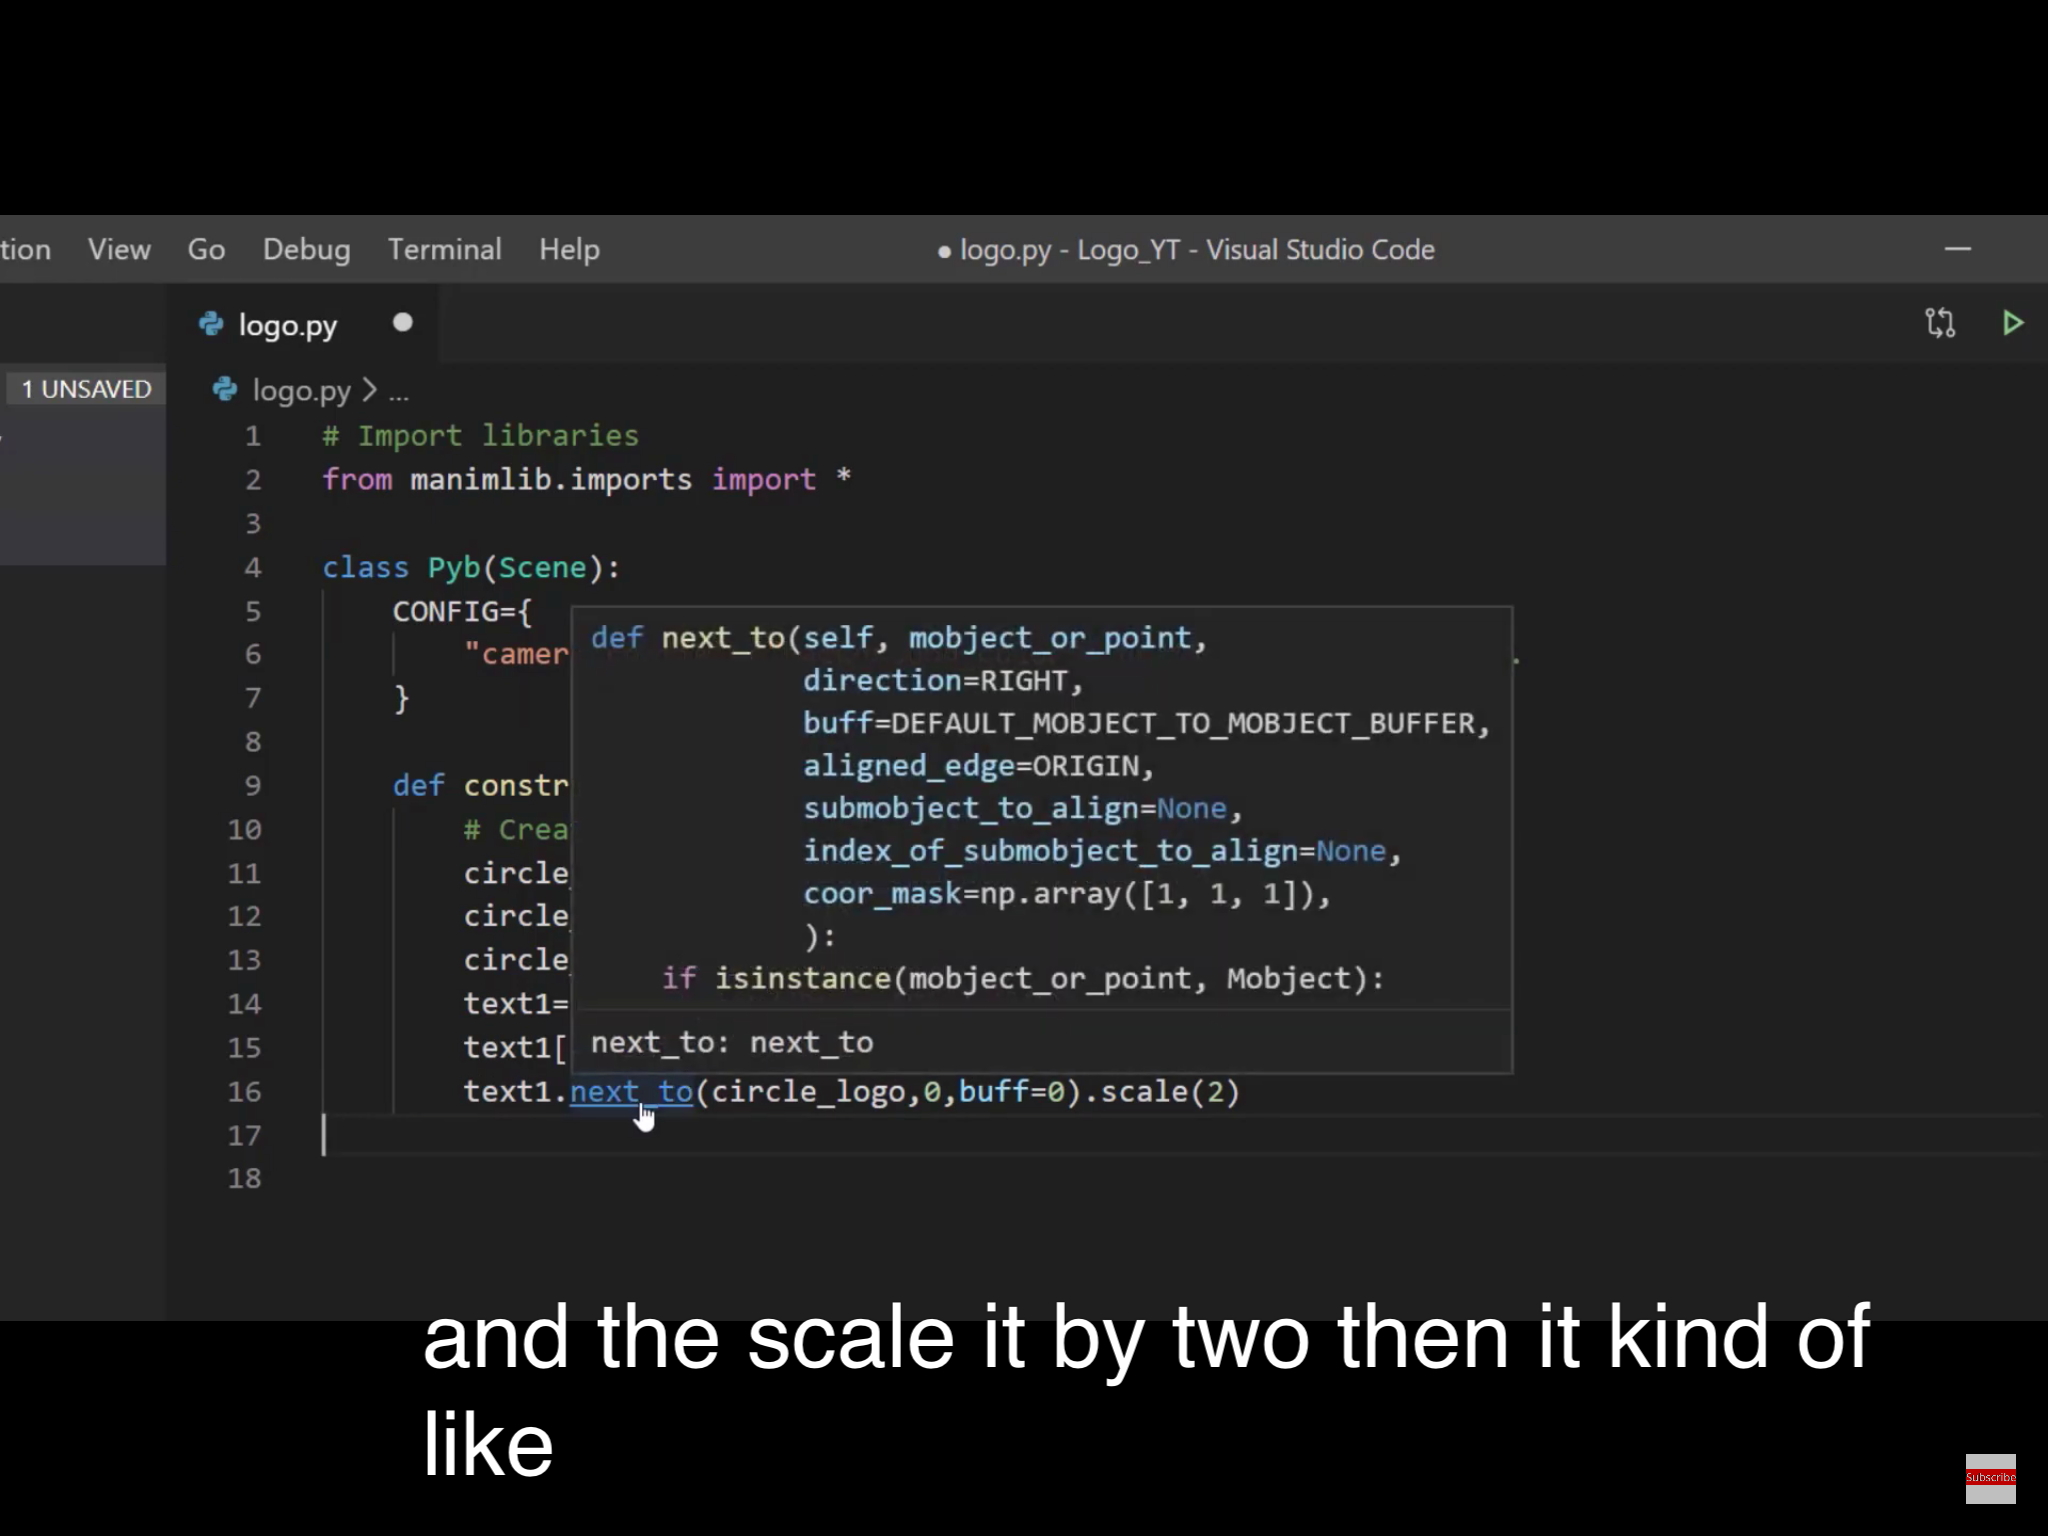 tion View Go Debug Terminal Help ● logo.py - Logo_YT - Visual Studio Code
logo.py
1 UNSAVED
logo.py > ...
1 # Import libraries
2 from manimlib.imports import *
3
4 class Pyb(Scene):
5 CONFIG={
6 "camer
7 }
8
9 def constr
10 # Crea
11 circle_
12 circle_
13 circle_
14 text1=
15 text1[
16 text1.next_to(circle_logo,0,buff=0).scale(2)
17
18
def next_to(self, mobject_or_point,
direction=RIGHT,
buff=DEFAULT_MOBJECT_TO_MOBJECT_BUFFER,
aligned_edge=ORIGIN,
submobject_to_align=None,
index_of_submobject_to_align=None,
coor_mask=np.array([1, 1, 1]),
):
if isinstance(mobject_or_point, Mobject):
next_to: next_to
and the scale it by two then it kind of
like
Subscribe